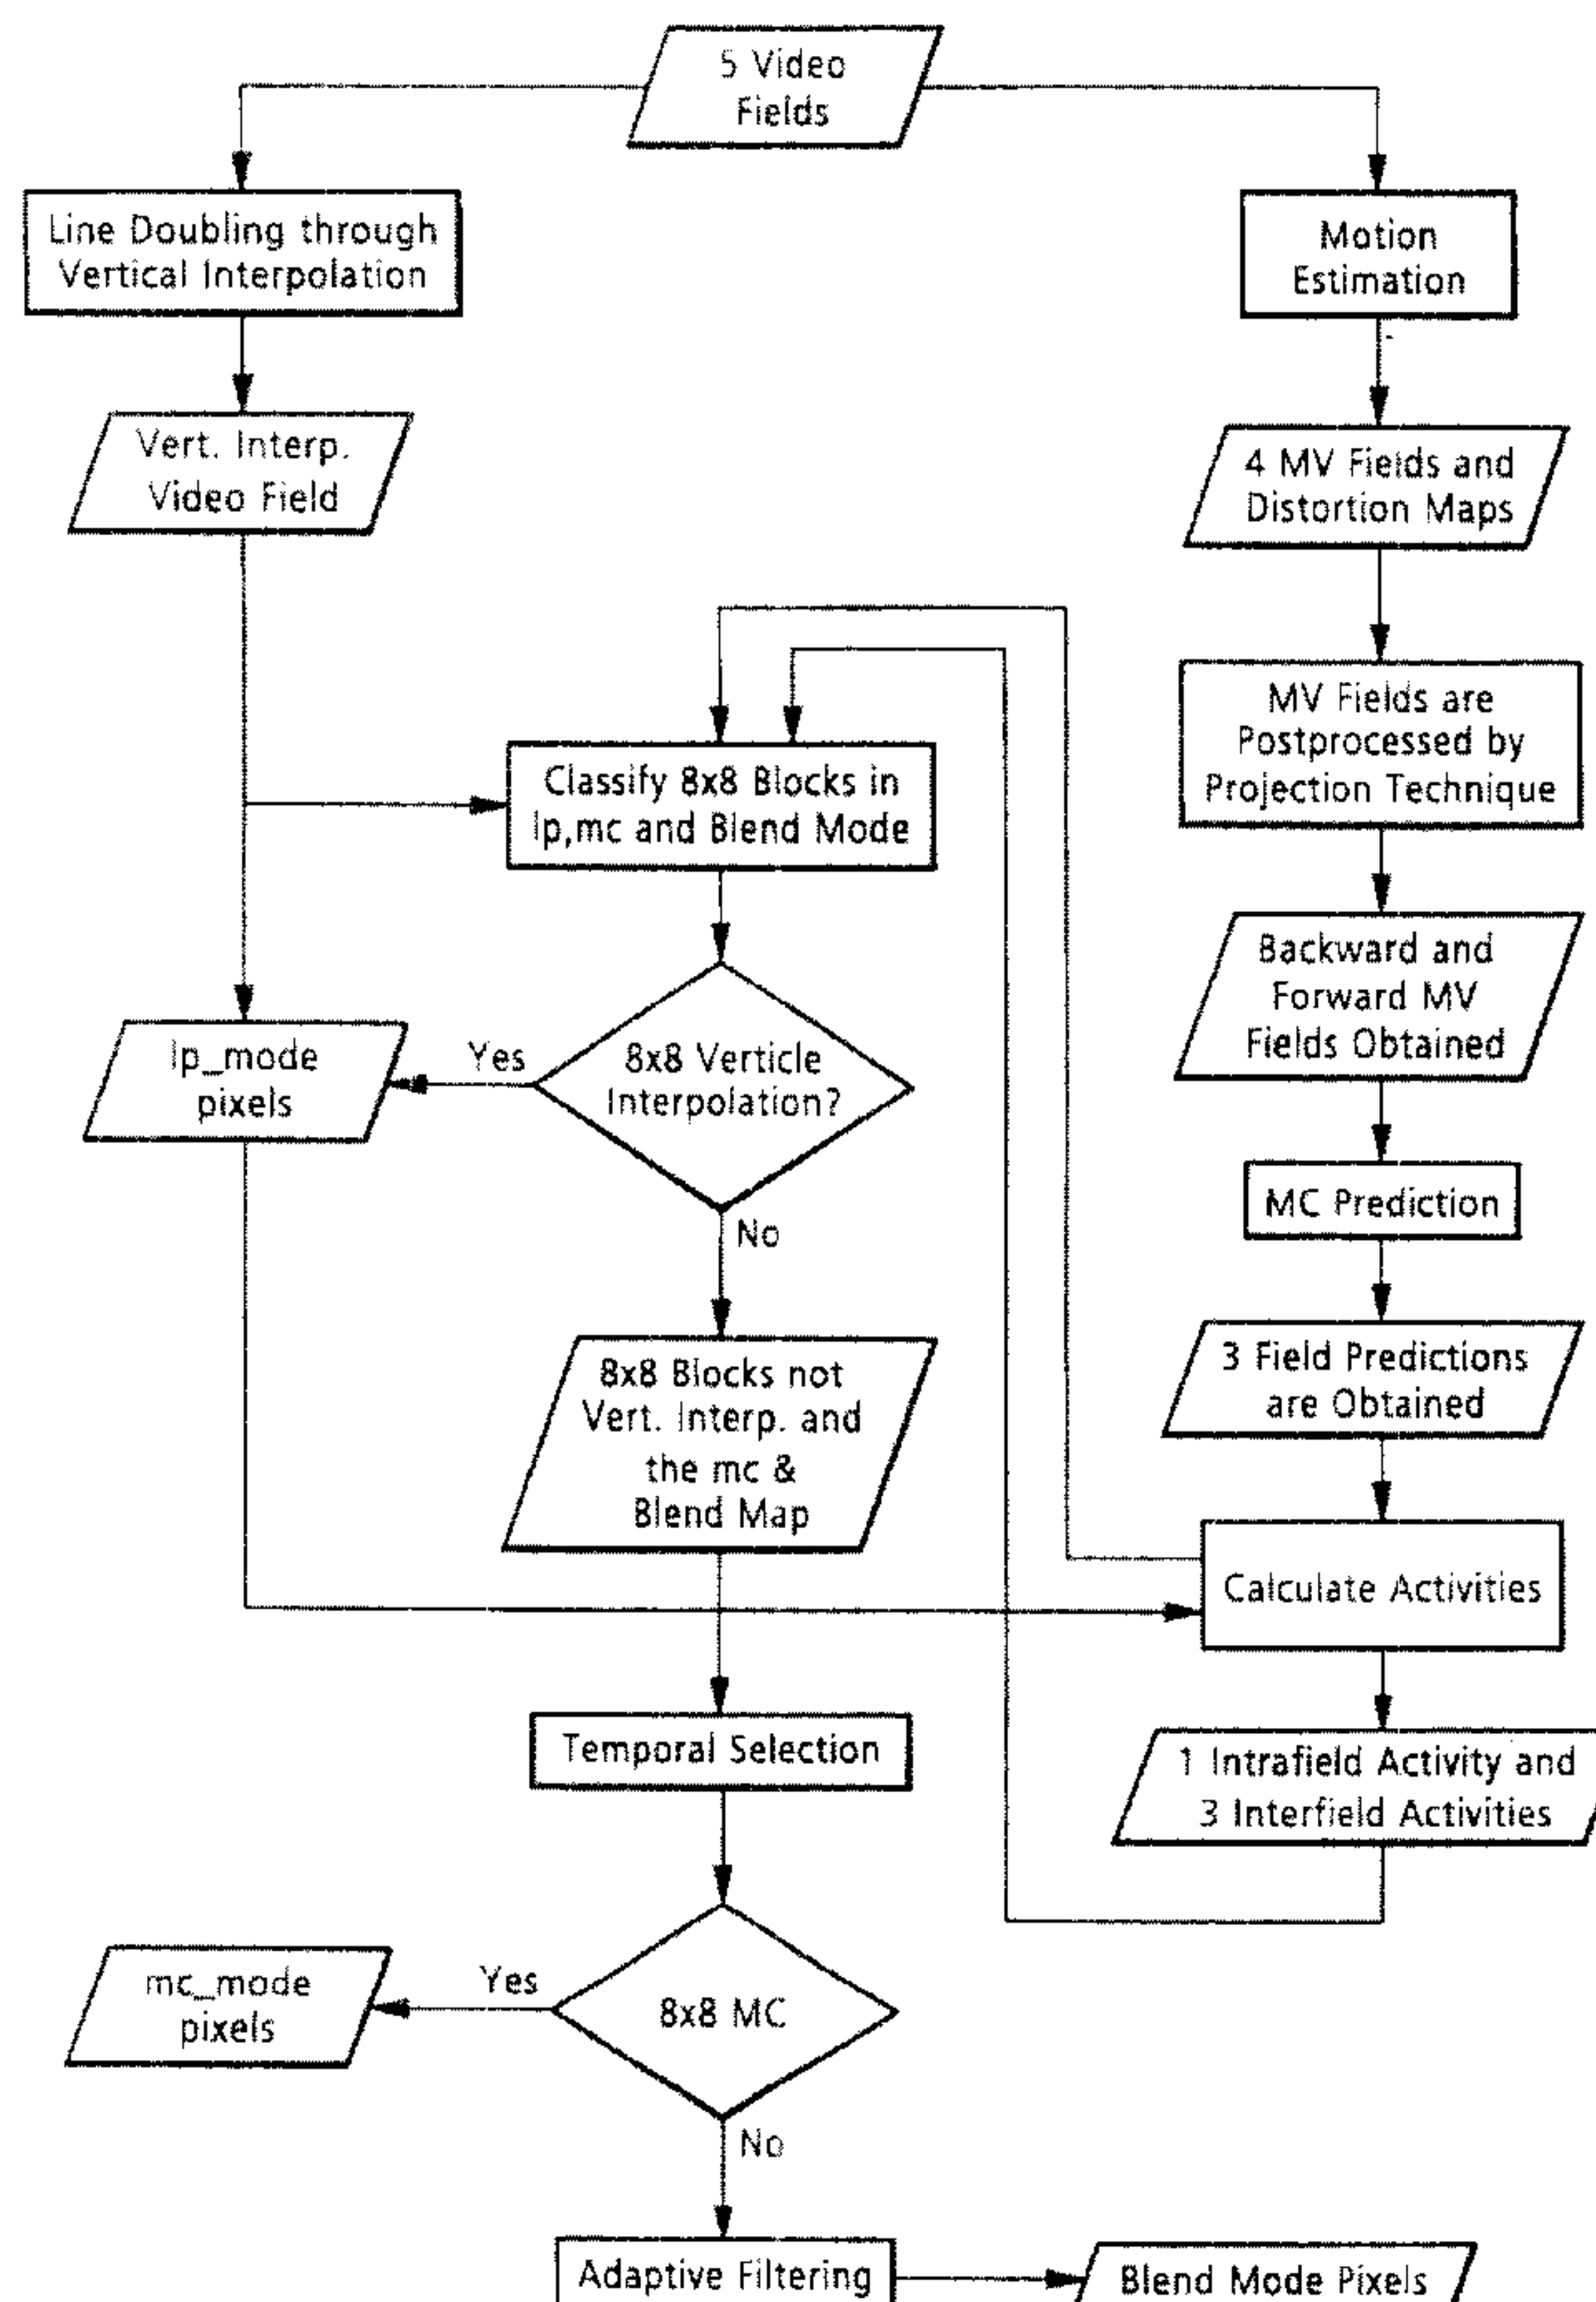 5 Video
Fields
Line Doubling through
Vertical Interpolation
Motion
Estimation
Vert. Interp.
Video Field
4 MV Fields and
Distortion Maps
MV Fields are
Postprocessed by
Projection Technique
Classify 8x8 Blocks in
lp,mc and Blend Mode
Backward and
Forward MV
Fields Obtained
lp_mode
pixels
Yes
8x8 Verticle
Interpolation?
No
MC Prediction
3 Field Predictions
are Obtained
8x8 Blocks not
Vert. Interp. and
the mc &
Blend Map
Calculate Activities
Temporal Selection
1 Intrafield Activity and
3 Interfield Activities
mc_mode
pixels
Yes
8x8 MC
No
Adaptive Filtering
Blend Mode Pixels